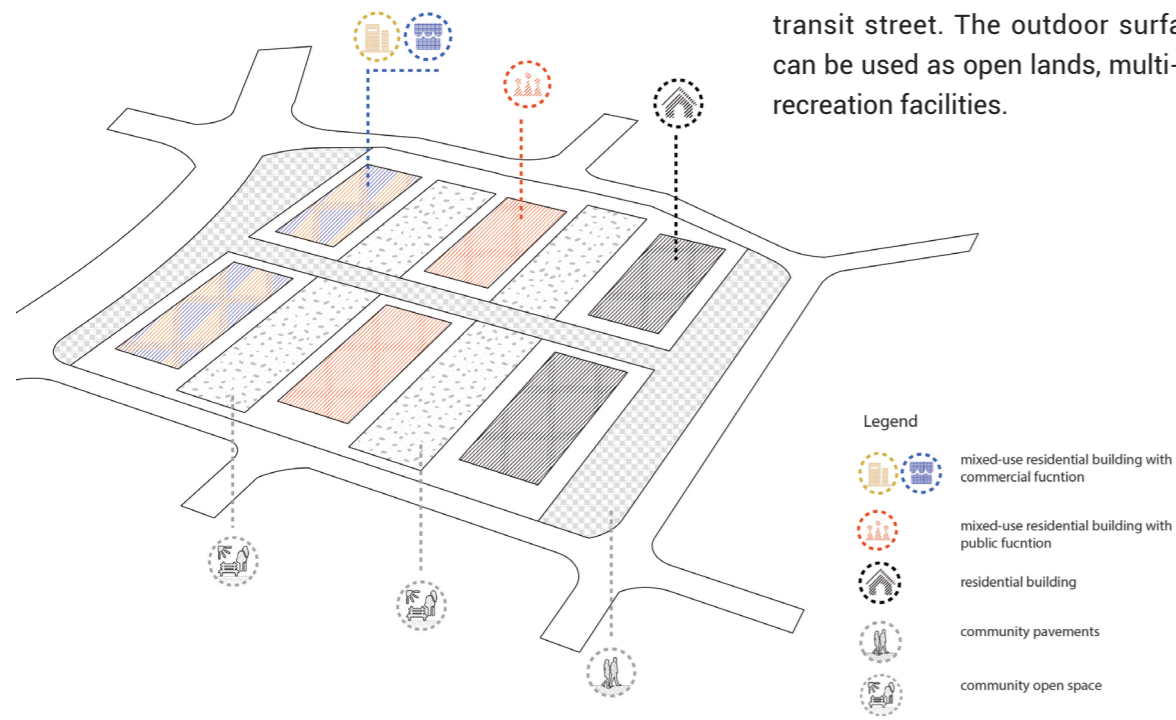 transit street. The outdoor surfa
can be used as open lands, multi-
recreation facilities.
Legend
mixed-use residential building with
commercial fucntion
mixed-use residential building with
public fucntion
residential building
community pavements
community open space